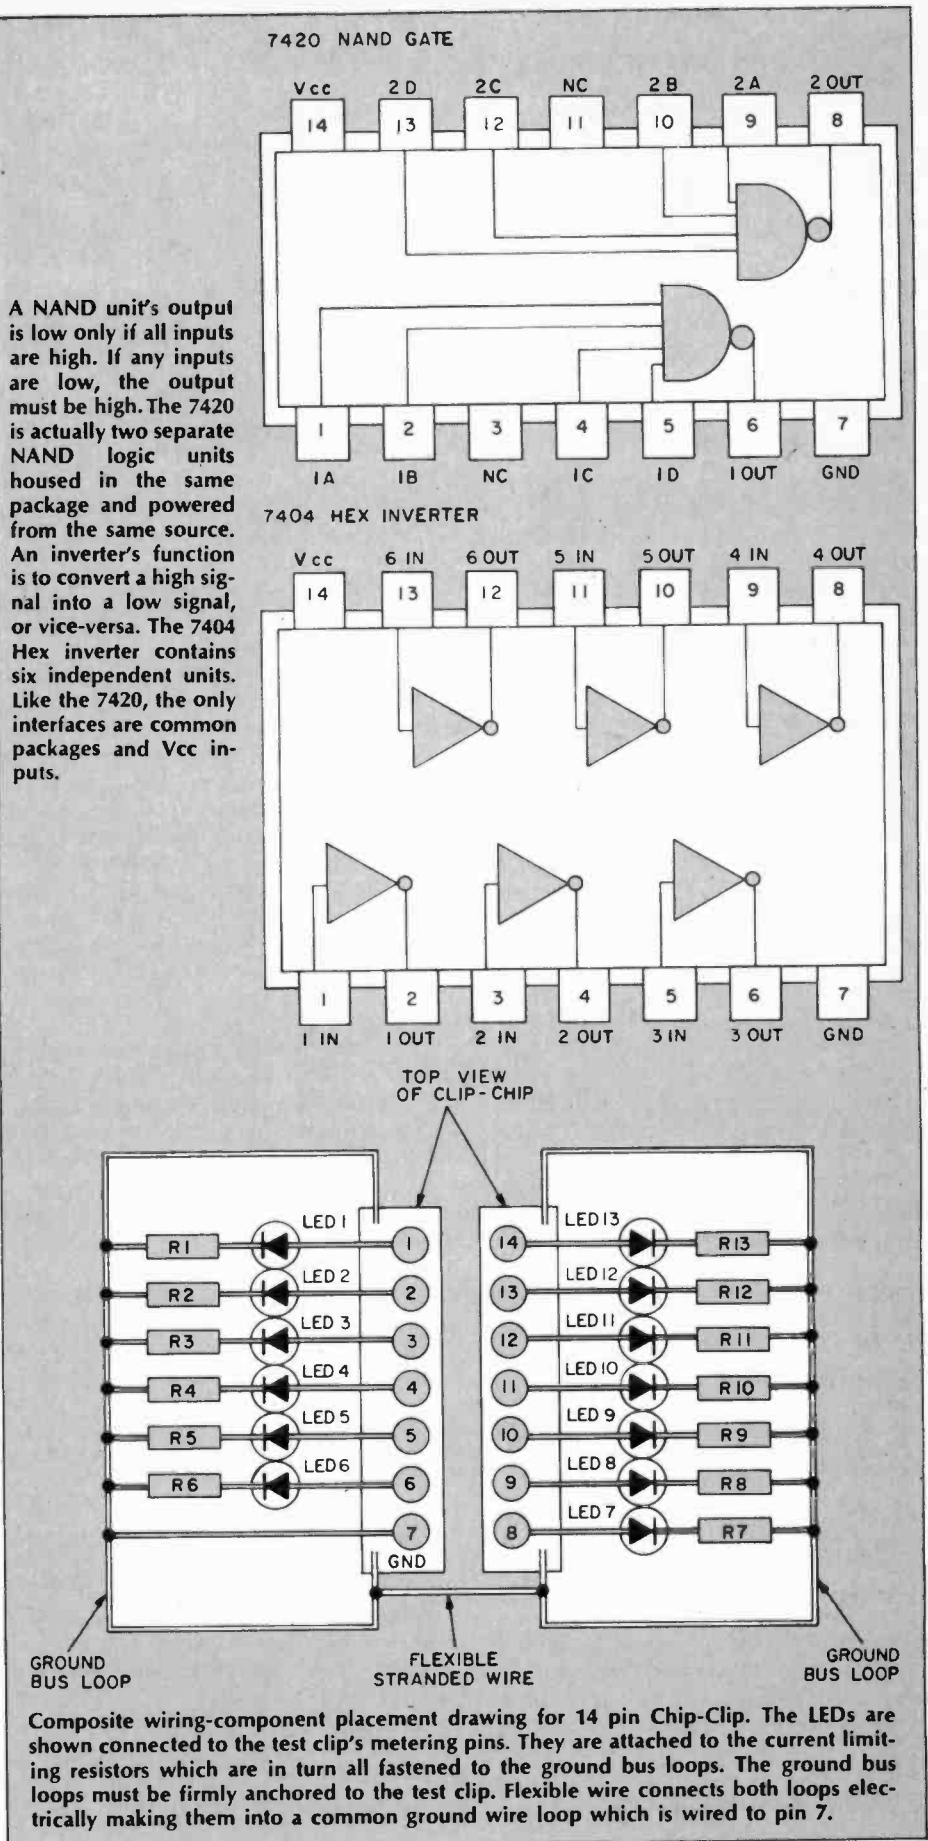 7420 NAND GATE
Vcc 2D 2C NC 2B 2A 2 OUT
14 13 12 11 10 9 8
1 2 3 4 5 6 7
1A 1B NC 1C 1D 1 OUT GND
A NAND unit's output
is low only if all inputs
are high. If any inputs
are low, the output
must be high. The 7420
is actually two separate
NAND logic units
housed in the same
package and powered
from the same source.
An inverter's function
is to convert a high sig-
nal into a low signal,
or vice-versa. The 7404
Hex inverter contains
six independent units.
Like the 7420, the only
interfaces are common
packages and Vcc in-
puts.
7404 HEX INVERTER
Vcc 6 IN 6 OUT 5 IN 5 OUT 4 IN 4 OUT
14 13 12 11 10 9 8
1 2 3 4 5 6 7
1 IN 1 OUT 2 IN 2 OUT 3 IN 3 OUT GND
TOP VIEW
OF CLIP-CHIP
R1 LED 1 1 14 LED 13 R13
R2 LED 2 2 13 LED 12 R12
R3 LED 3 3 12 LED 11 R11
R4 LED 4 4 11 LED 10 R10
R5 LED 5 5 10 LED 9 R9
R6 LED 6 6 9 LED 8 R8
7 8 LED 7 R7
GND
GROUND
BUS LOOP
FLEXIBLE
STRANDED WIRE
GROUND
BUS LOOP
Composite wiring-component placement drawing for 14 pin Chip-Clip. The LEDs are
shown connected to the test clip's metering pins. They are attached to the current limit-
ing resistors which are in turn all fastened to the ground bus loops. The ground bus
loops must be firmly anchored to the test clip. Flexible wire connects both loops elec-
trically making them into a common ground wire loop which is wired to pin 7.